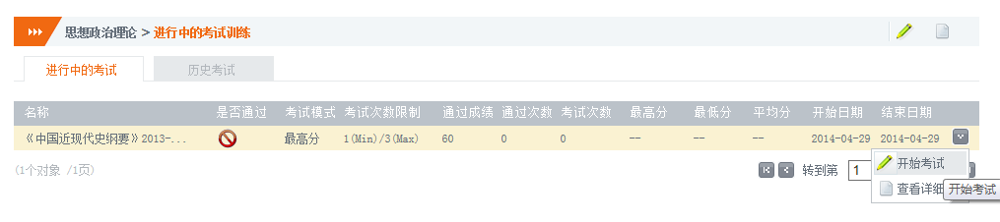 思想政治理论 > 进行中的考试训练
进行中的考试 历史考试
名称 是否通过 考试模式 考试次数限制 通过成绩 通过次数 考试次数 最高分 最低分 平均分 开始日期 结束日期
《中国近现代史纲要》2013-... 最高分 1(Min)/3(Max) 60 0 0 -- -- -- 2014-04-29 2014-04-29
(1个对象 /1页) 转到第 1
开始考试
查看详细
开始考试